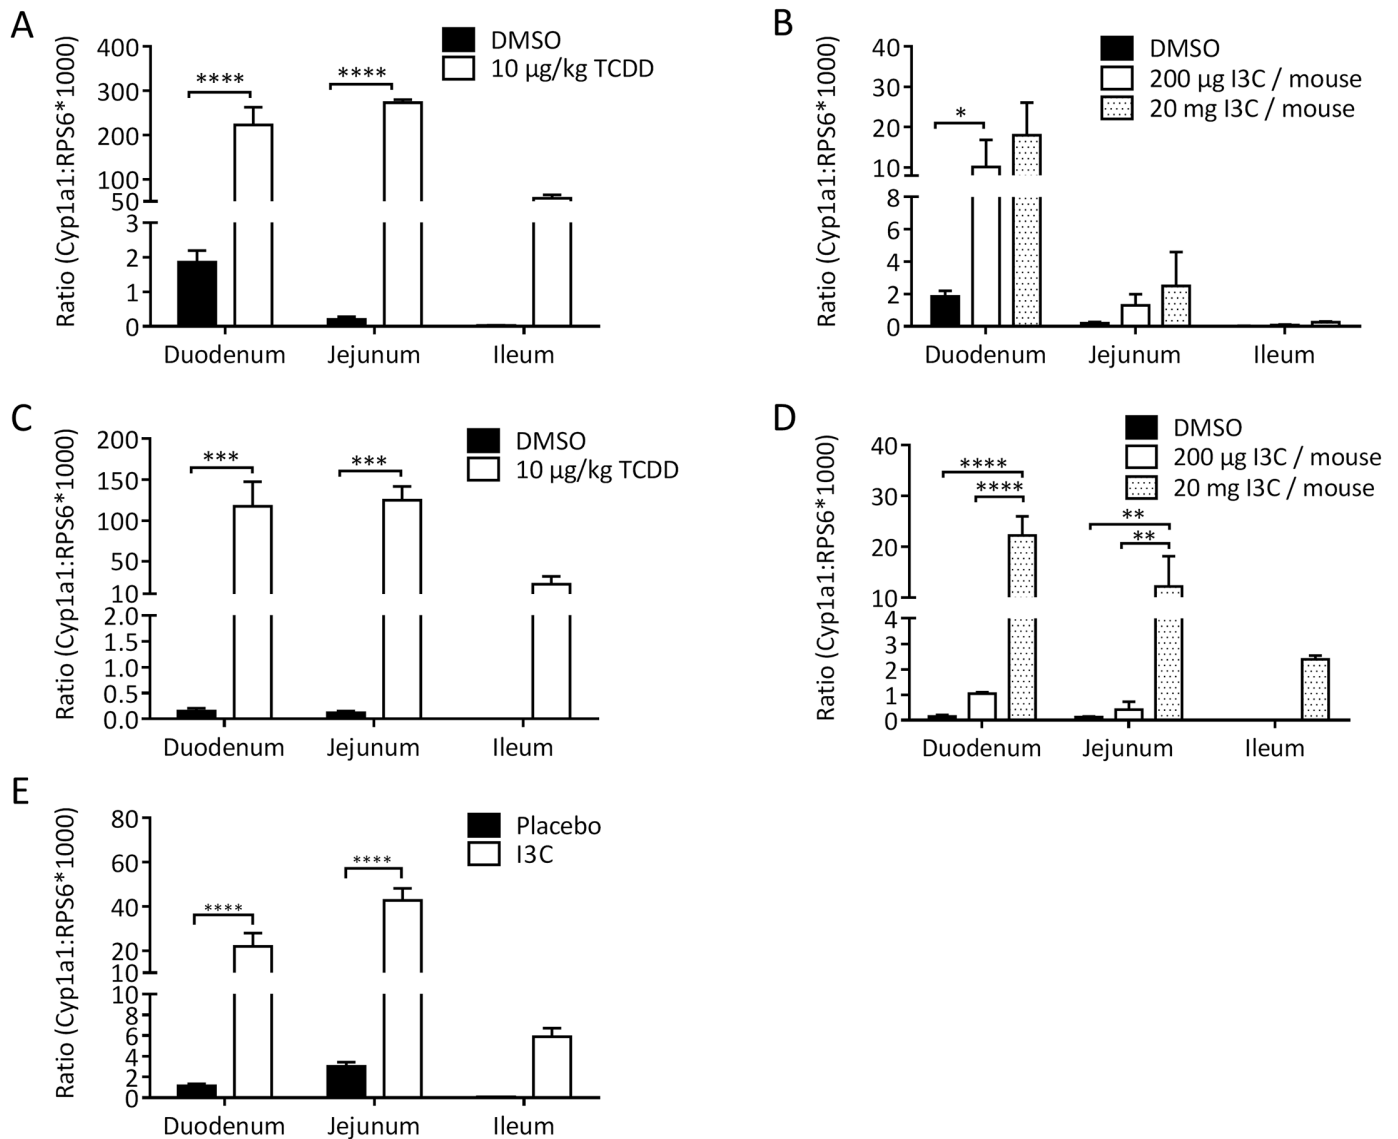 A
Ratio (Cyp1a1:RPS6*1000)
400
300
200
100
50
3
2
1
0
DMSO
10 µg/kg TCDD
****
****
Duodenum
Jejunum
Ileum
B
Ratio (Cyp1a1:RPS6*1000)
40
30
20
10
8
6
4
2
0
DMSO
200 µg I3C / mouse
20 mg I3C / mouse
*
Duodenum
Jejunum
Ileum
C
Ratio (Cyp1a1:RPS6*1000)
200
150
100
50
10
2.0
1.5
1.0
0.5
0.0
DMSO
10 µg/kg TCDD
***
***
Duodenum
Jejunum
Ileum
D
Ratio (Cyp1a1:RPS6*1000)
40
30
20
10
4
3
2
1
0
DMSO
200 µg I3C / mouse
20 mg I3C / mouse
****
****
**
**
Duodenum
Jejunum
Ileum
E
Ratio (Cyp1a1:RPS6*1000)
80
60
40
20
10
10
8
6
4
2
0
Placebo
I3C
****
****
Duodenum
Jejunum
Ileum